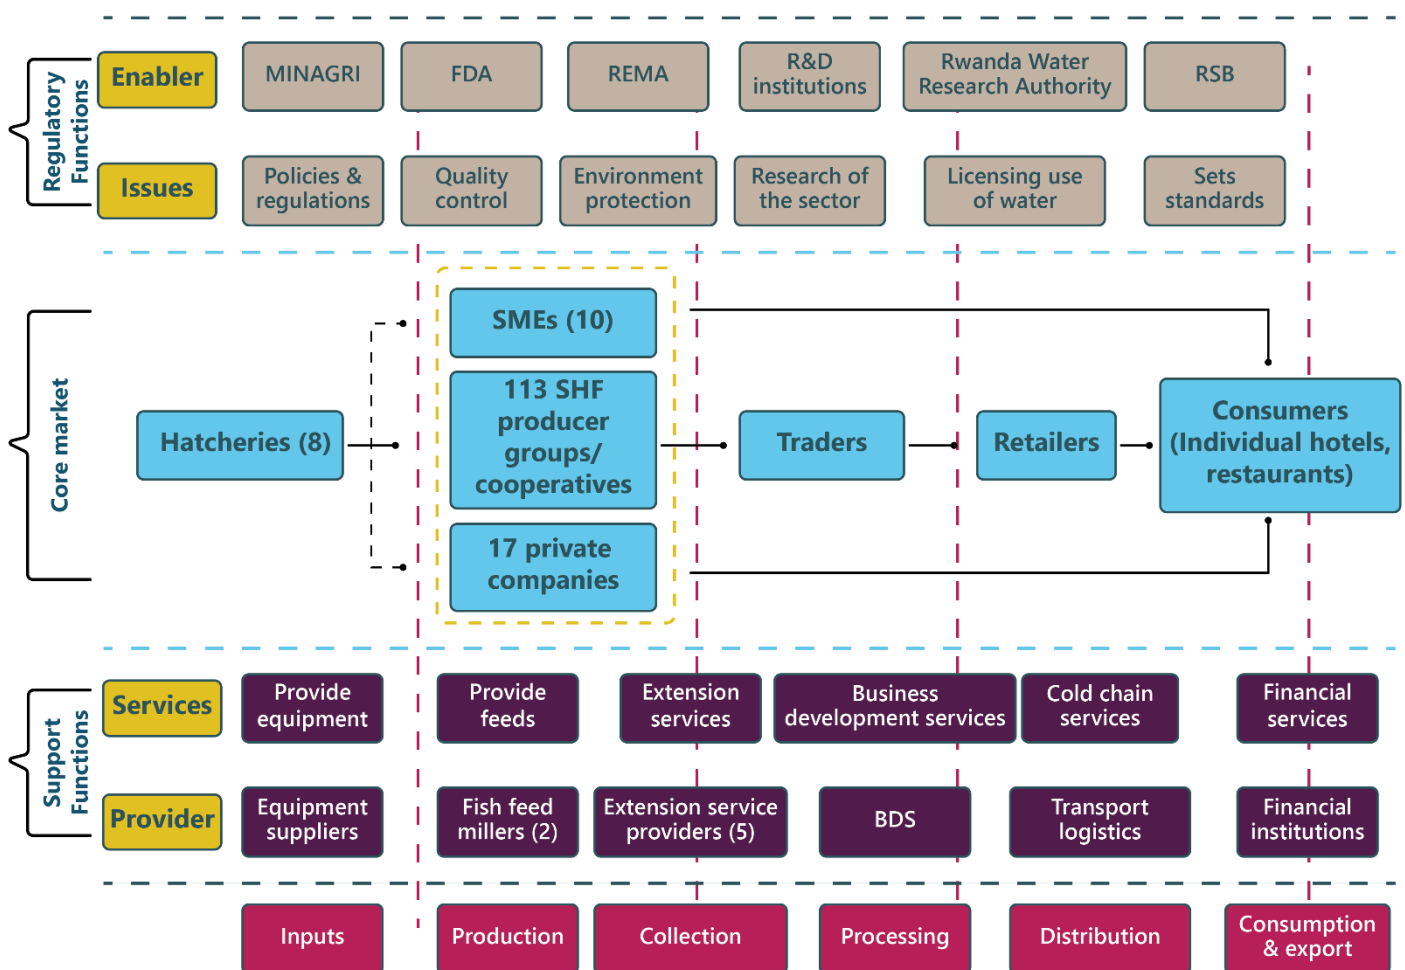 Regulatory
Functions
Enabler
MINAGRI
FDA
REMA
R&D
institutions
Rwanda Water
Research Authority
RSB
Issues
Policies &
regulations
Quality
control
Environment
protection
Research of
the sector
Licensing use
of water
Sets
standards
Core market
Hatcheries (8)
SMEs (10)
113 SHF
producer
groups/
cooperatives
17 private
companies
Traders
Retailers
Consumers
(Individual hotels,
restaurants)
Support
Functions
Services
Provide
equipment
Provide
feeds
Extension
services
Business
development services
Cold chain
services
Financial
services
Provider
Equipment
suppliers
Fish feed
millers (2)
Extension service
providers (5)
BDS
Transport
logistics
Financial
institutions
Inputs
Production
Collection
Processing
Distribution
Consumption
& export